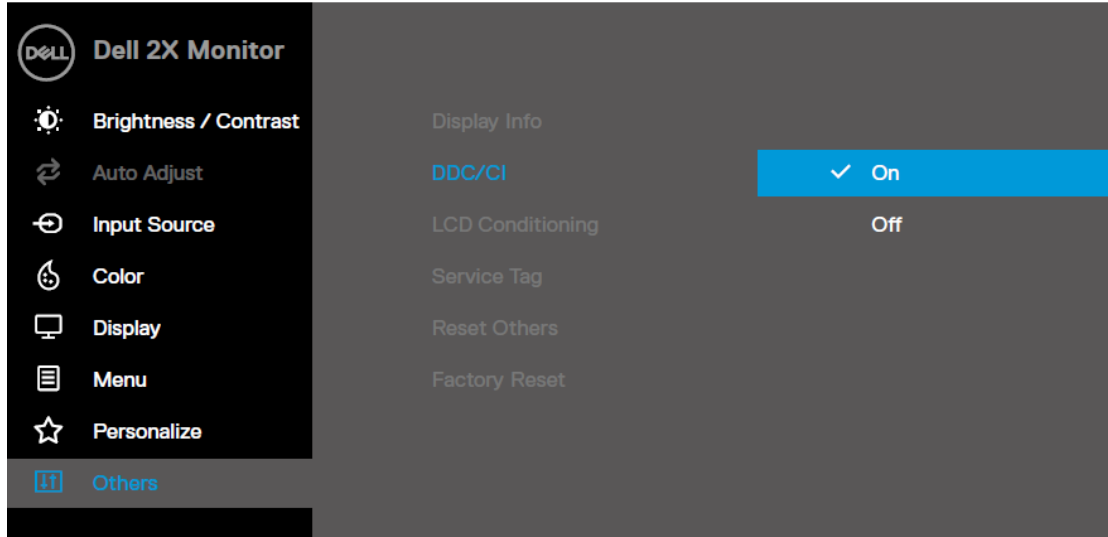 DELL
Dell 2X Monitor
Brightness / Contrast
Display Info
Auto Adjust
DDC/CI
On
Input Source
LCD Conditioning
Off
Color
Service Tag
Display
Reset Others
Menu
Factory Reset
Personalize
Others